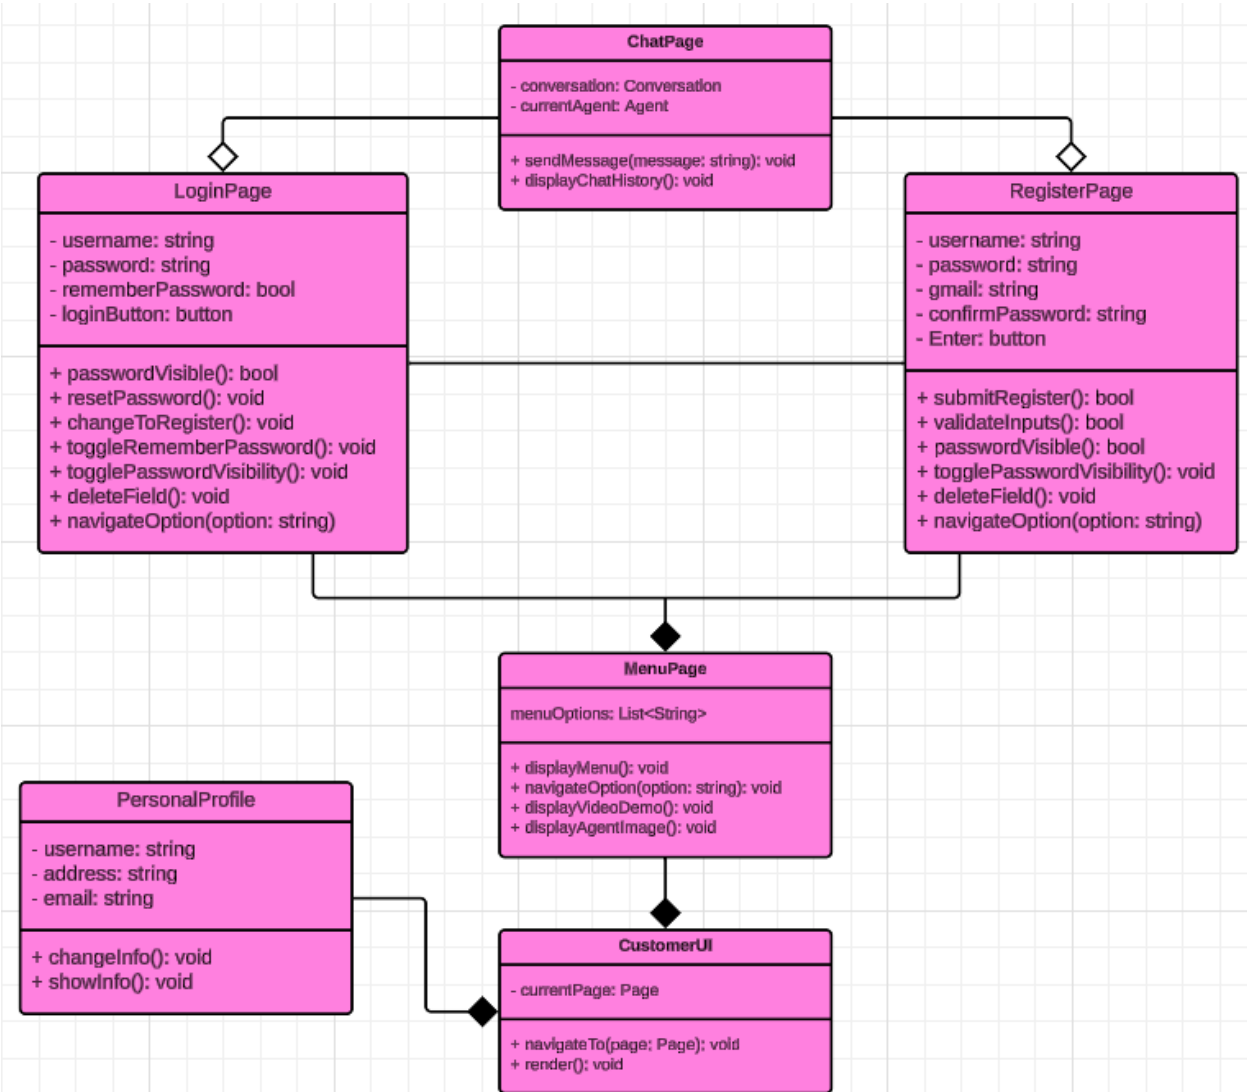 ChatPage
- conversation: Conversation
- currentAgent: Agent
+ sendMessage(message: string): void
+ displayChatHistory(): void
LoginPage
- username: string
- password: string
- rememberPassword: bool
- loginButton: button
+ passwordVisible(): bool
+ resetPassword(): void
+ changeToRegister(): void
+ toggleRememberPassword(): void
+ togglePasswordVisibility(): void
+ deleteField(): void
+ navigateOption(option: string)
RegisterPage
- username: string
- password: string
- gmail: string
- confirmPassword: string
- Enter: button
+ submitRegister(): bool
+ validateInputs(): bool
+ passwordVisible(): bool
+ togglePasswordVisibility(): void
+ deleteField(): void
+ navigateOption(option: string)
MenuPage
menuOptions: List<String>
+ displayMenu(): void
+ navigateOption(option: string): void
+ displayVideoDemo(): void
+ displayAgentImage(): void
PersonalProfile
- username: string
- address: string
- email: string
+ changeInfo(): void
+ showInfo(): void
CustomerUI
- currentPage: Page
+ navigateTo(page: Page): void
+ render(): void